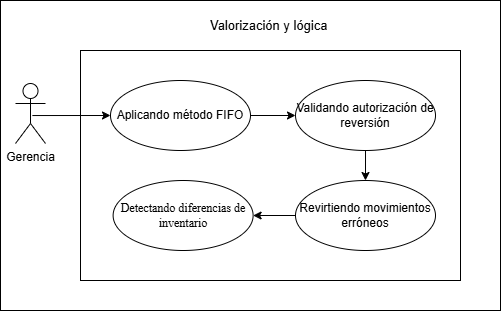 Valorización y lógica
Gerencia
Aplicando método FIFO
Validando autorización de
reversión
Revirtiendo movimientos
erróneos
Detectando diferencias de
inventario